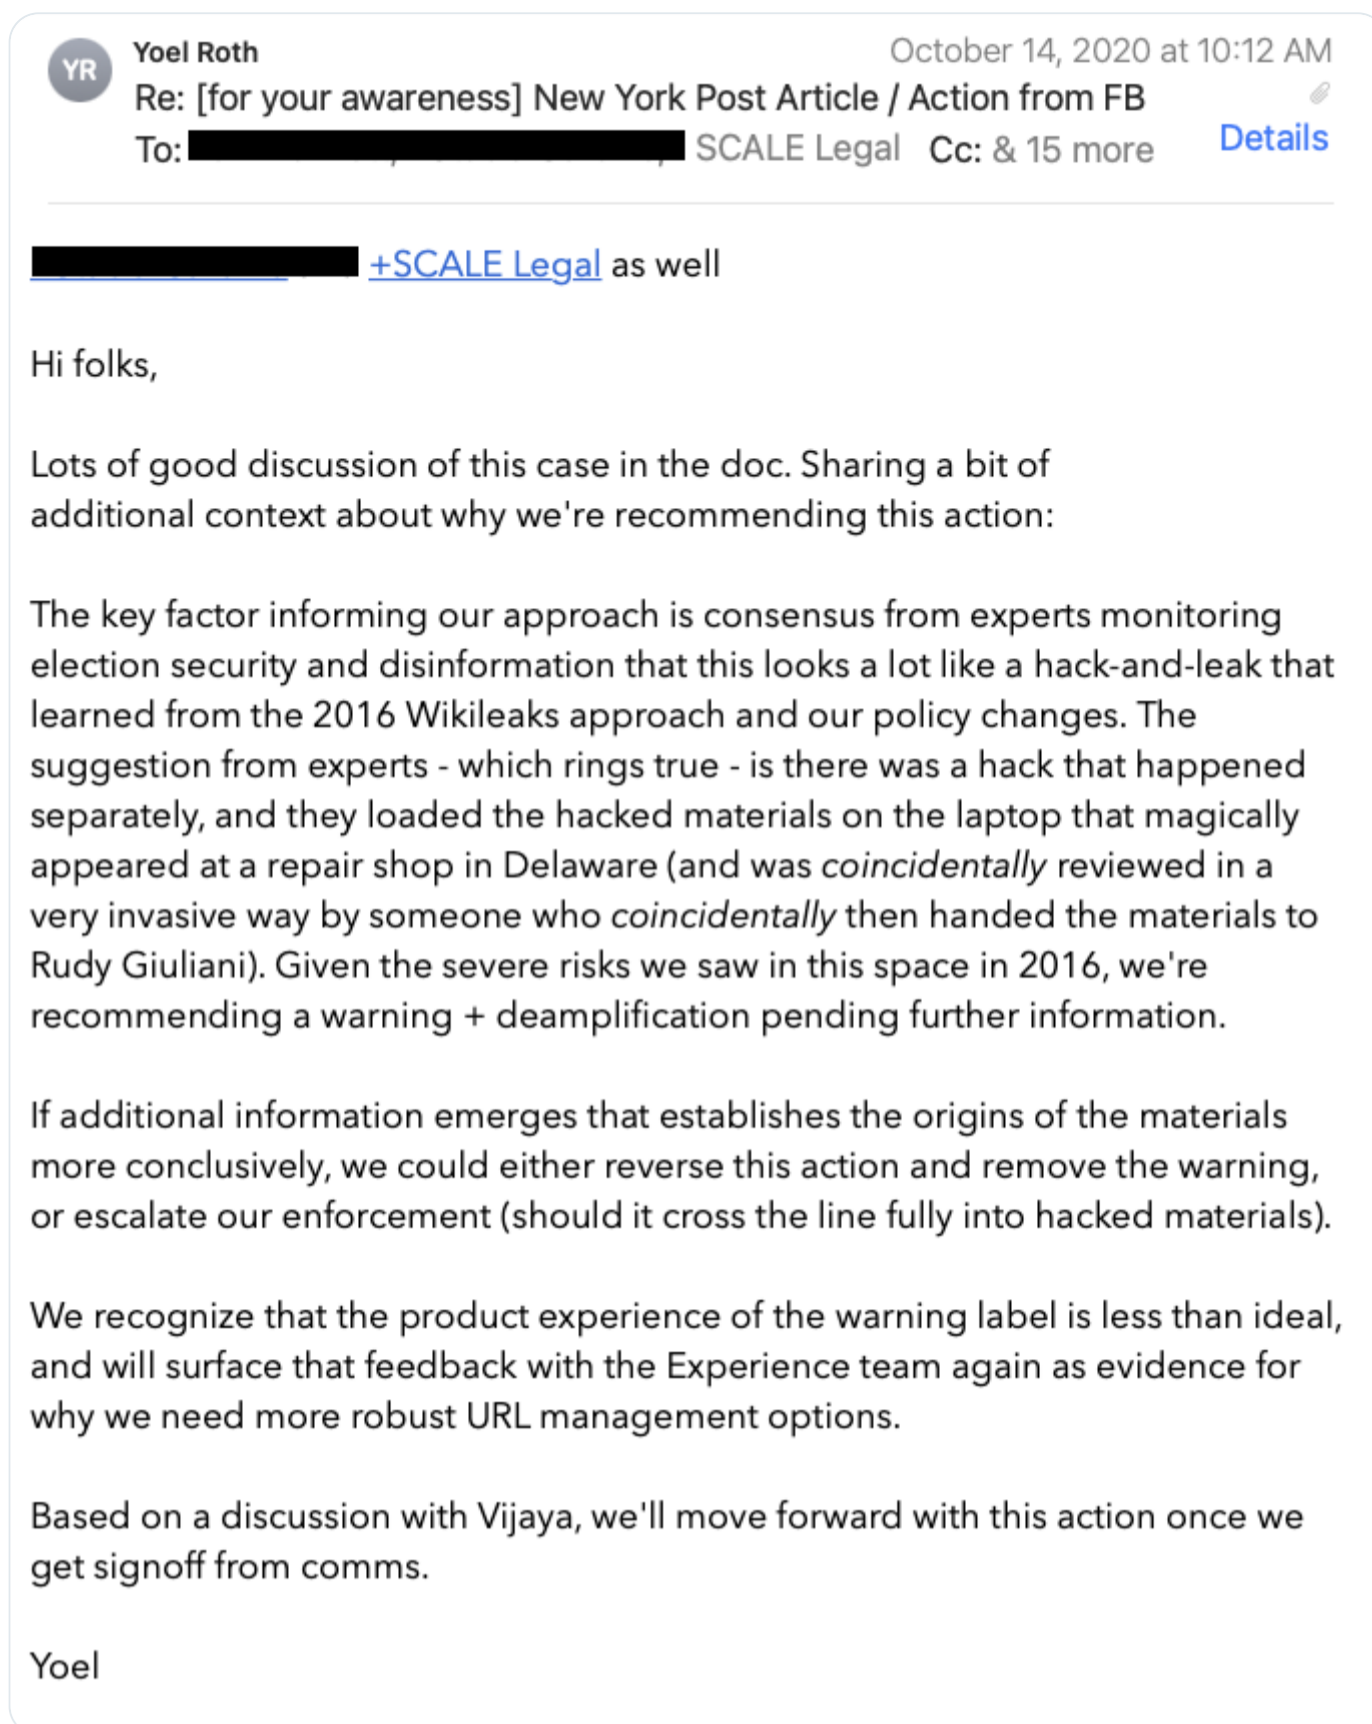 YR
Yoel Roth
October 14, 2020 at 10:12 AM
Re: [for your awareness] New York Post Article / Action from FB
To: SCALE Legal Cc: & 15 more
Details
+SCALE Legal as well
Hi folks,
Lots of good discussion of this case in the doc. Sharing a bit of
additional context about why we're recommending this action:
The key factor informing our approach is consensus from experts monitoring
election security and disinformation that this looks a lot like a hack-and-leak that
learned from the 2016 Wikileaks approach and our policy changes. The
suggestion from experts - which rings true - is there was a hack that happened
separately, and they loaded the hacked materials on the laptop that magically
appeared at a repair shop in Delaware (and was coincidentally reviewed in a
very invasive way by someone who coincidentally then handed the materials to
Rudy Giuliani). Given the severe risks we saw in this space in 2016, we're
recommending a warning + deamplification pending further information.
If additional information emerges that establishes the origins of the materials
more conclusively, we could either reverse this action and remove the warning,
or escalate our enforcement (should it cross the line fully into hacked materials).
We recognize that the product experience of the warning label is less than ideal,
and will surface that feedback with the Experience team again as evidence for
why we need more robust URL management options.
Based on a discussion with Vijaya, we'll move forward with this action once we
get signoff from comms.
Yoel